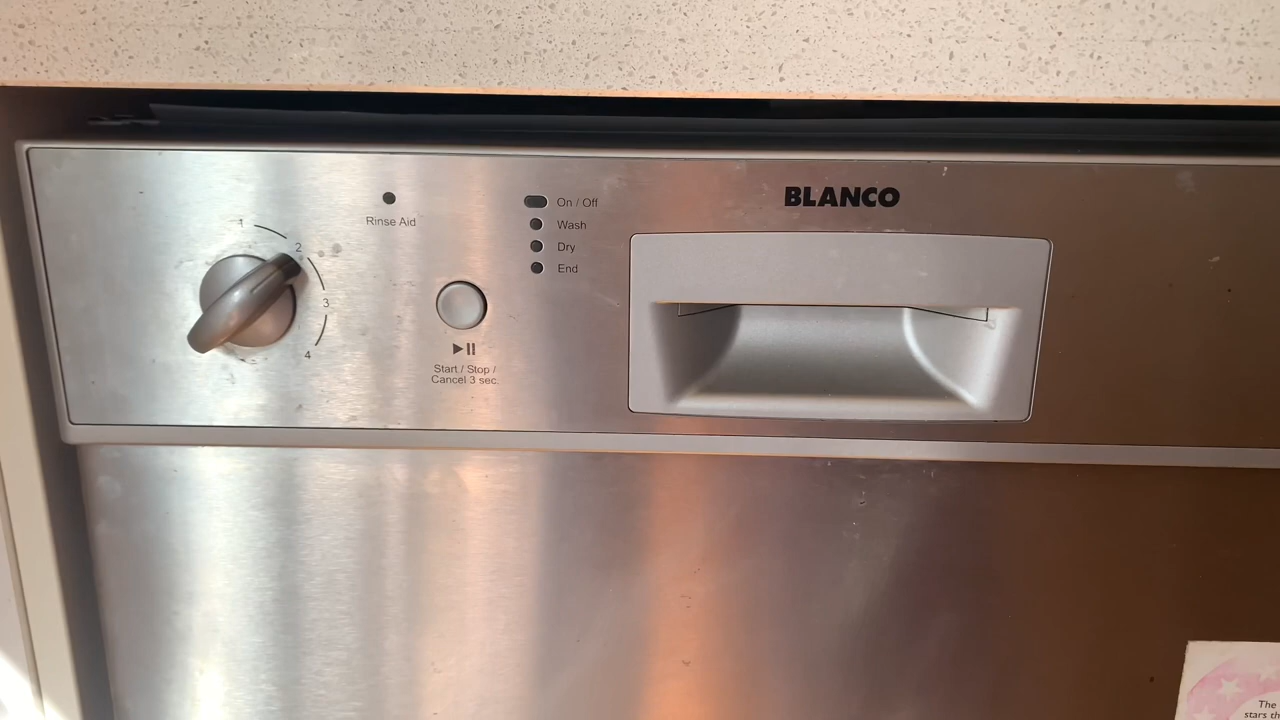 BLANCO
Rinse Aid
On / Off
Wash
Dry
End
1
2
3
4
Start / Stop /
Cancel 3 sec.
The
stars th